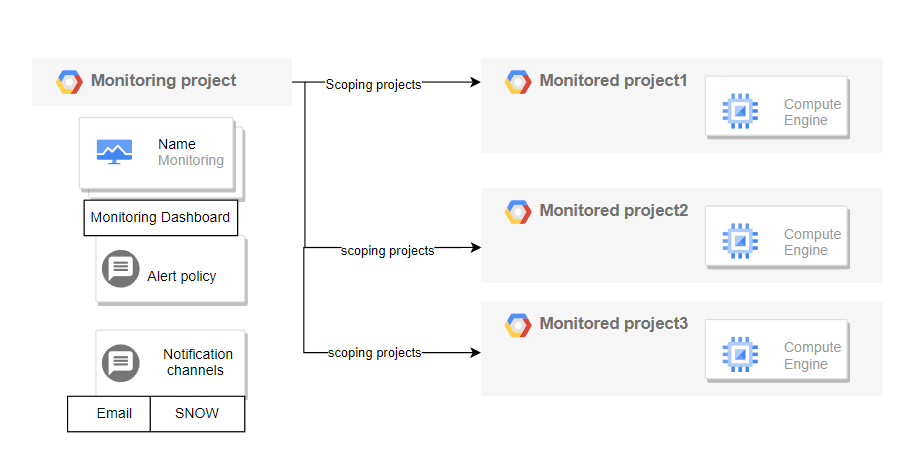 Monitoring project
Name
Monitoring
Monitoring Dashboard
Alert policy
Notification
channels
Email
SNOW
Scoping projects
scoping projects
scoping projects
Monitored project1
Compute
Engine
Monitored project2
Compute
Engine
Monitored project3
Compute
Engine